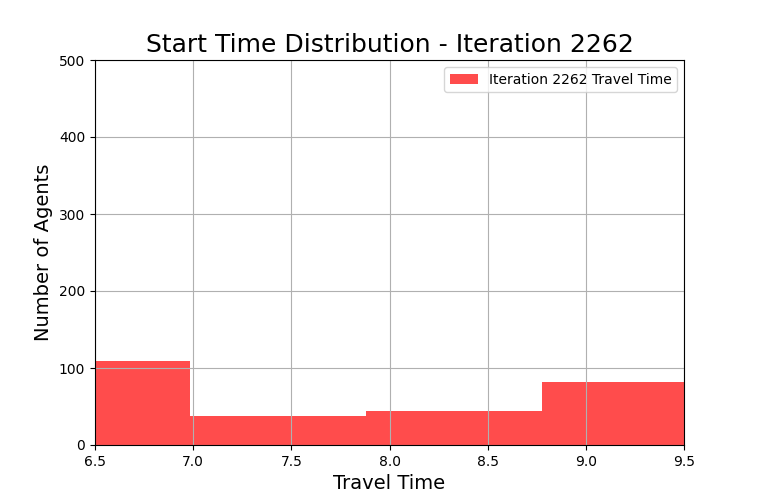 Start Time Distribution - Iteration 2262
500
Iteration 2262 Travel Time
400
300
200
100
0
Number of Agents
6.5 7.0 7.5 8.0 8.5 9.0 9.5
Travel Time